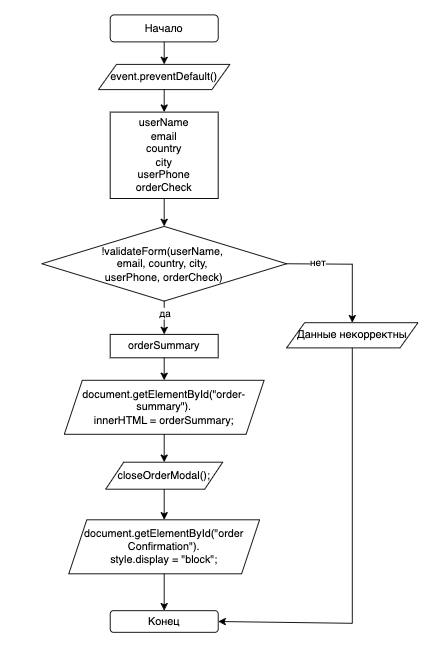 Начало
event.preventDefault()
userName
email
country
city
userPhone
orderCheck
!validateForm(userName,
email, country, city,
userPhone, orderCheck)
нет
да
Данные некорректны
orderSummary
document.getElementById("order-
summary").
innerHTML = orderSummary;
closeOrderModal();
document.getElementById("order
Confirmation").
style.display = "block";
Конец